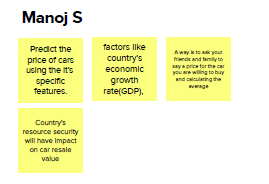 Manoj S
Predict the
price of cars
using the it's
specific
features.
factors like
country's
economic
growth
rate(GDP),
A way is to ask your
friends and family to
say a price for the car
you are willing to buy
and calculating the
average
Country's
resource security
will have impact
on car resale
value